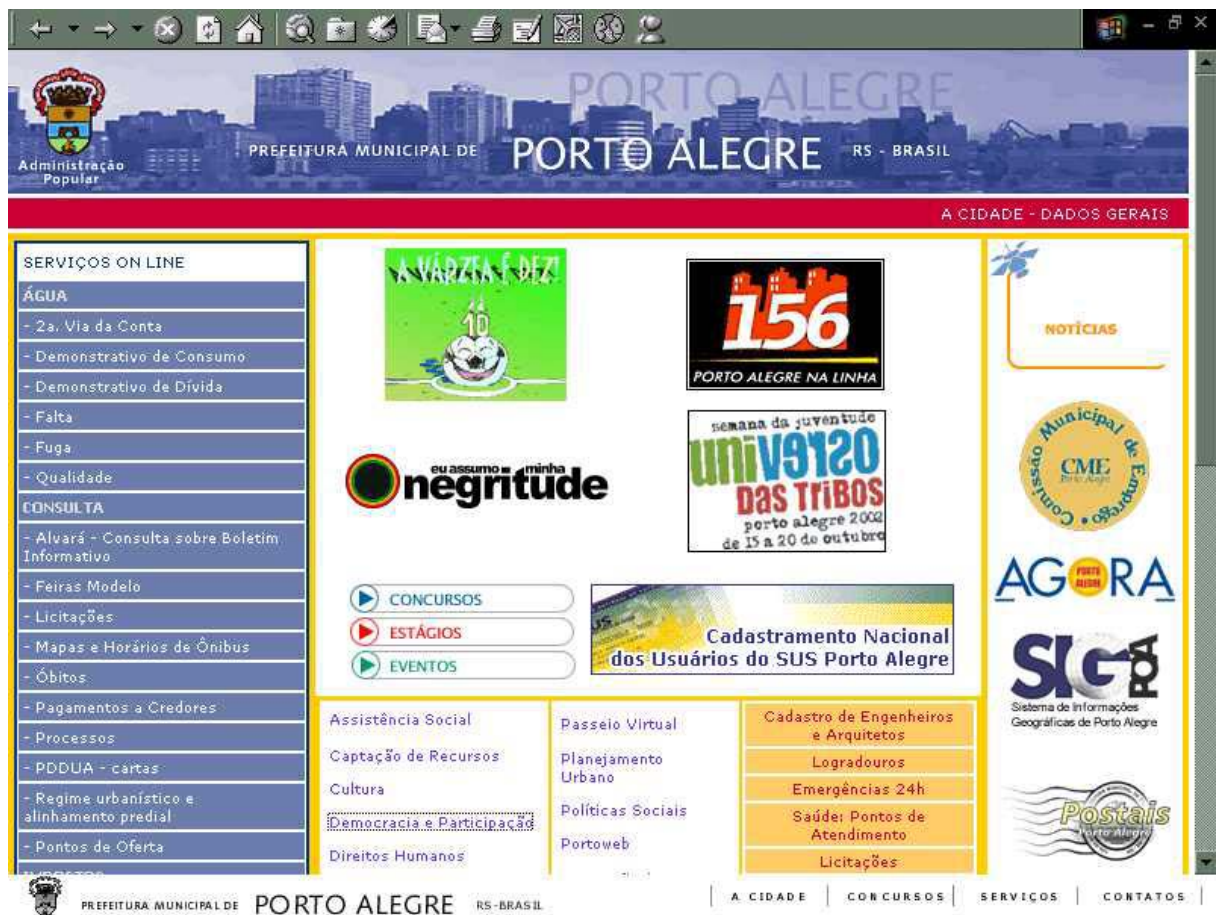 PORTO ALEGRE
PREFEITURA MUNICIPAL DE PORTO ALEGRE RS - BRASIL
Administração
Popular
A CIDADE - DADOS GERAIS
SERVIÇOS ON LINE
ÁGUA
- 2a. Via da Conta
- Demonstrativo de Consumo
- Demonstrativo de Dívida
- Falta
- Fuga
- Qualidade
CONSULTA
- Alvará - Consulta sobre Boletim
Informativo
- Feiras Modelo
- Licitações
- Mapas e Horários de Ônibus
- Óbitos
- Pagamentos a Credores
- Processos
- PDDUA - cartas
- Regime urbanístico e
alinhamento predial
- Pontos de Oferta
A VÁRZEA É DEZ!
10
156
PORTO ALEGRE NA LINHA
eu assumo minha
negritude
semana da juventude
universo
DAS TRIBOS
porto alegre 2002
de 15 a 20 de outubro
CONCURSOS
ESTÁGIOS
EVENTOS
SUS
Cadastramento Nacional
dos Usuários do SUS Porto Alegre
Assistência Social
Captação de Recursos
Cultura
Democracia e Participação
Direitos Humanos
Passeio Virtual
Planejamento
Urbano
Políticas Sociais
Portoweb
Cadastro de Engenheiros
e Arquitetos
Logradouros
Emergências 24h
Saúde: Pontos de
Atendimento
Licitações
NOTÍCIAS
Comissão Municipal de Emprego
CME
Porto Alegre
AGORA
PORTO
ALEGRE
SIG POA
Sistema de Informações
Geográficas de Porto Alegre
Postais
Porto Alegre
PREFEITURA MUNICIPAL DE PORTO ALEGRE RS-BRASIL
A CIDADE | CONCURSOS | SERVIÇOS | CONTATOS